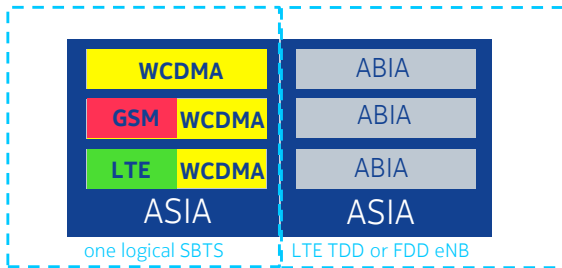 WCDMA ABIA
GSM WCDMA ABIA
LTE WCDMA ABIA
ASIA ASIA
one logical SBTS LTE TDD or FDD eNB